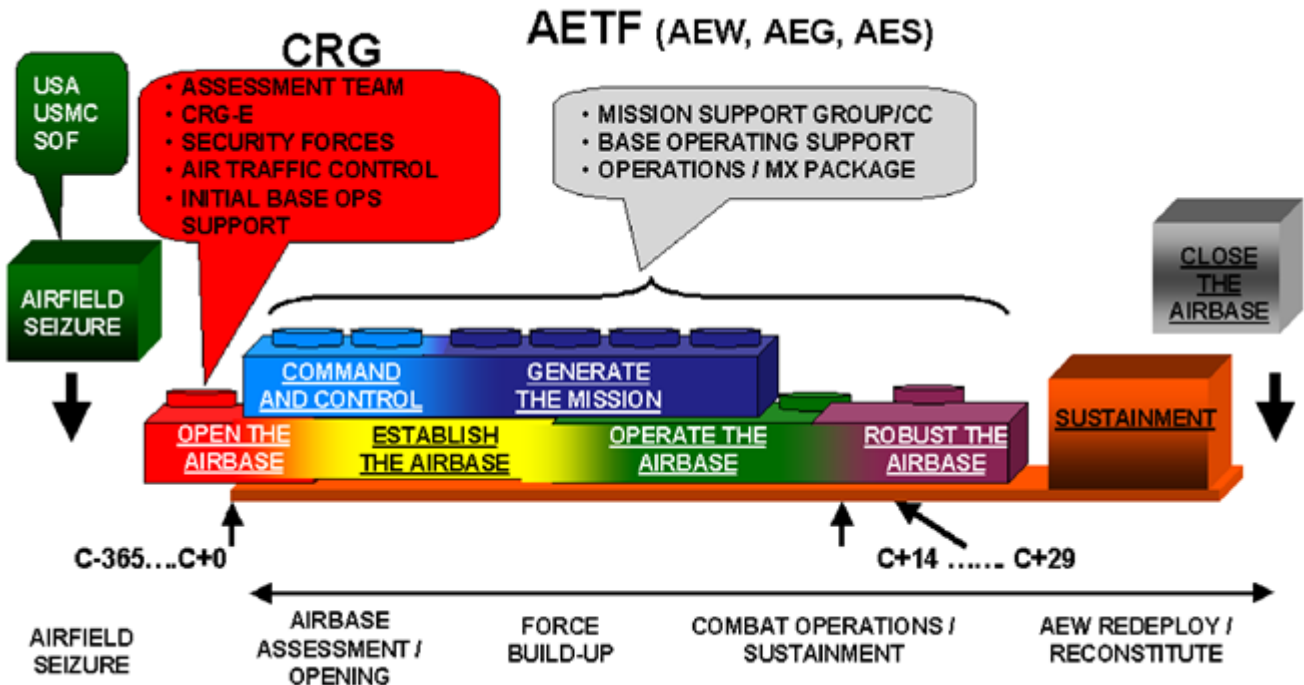 AETF (AEW, AEG, AES)
CRG
USA
USMC
SOF
• ASSESSMENT TEAM
• CRG-E
• SECURITY FORCES
• AIR TRAFFIC CONTROL
• INITIAL BASE OPS
SUPPORT
• MISSION SUPPORT GROUP/CC
• BASE OPERATING SUPPORT
• OPERATIONS / MX PACKAGE
AIRFIELD
SEIZURE
CLOSE
THE
AIRBASE
COMMAND
AND CONTROL
GENERATE
THE MISSION
OPEN THE
AIRBASE
ESTABLISH
THE AIRBASE
OPERATE THE
AIRBASE
ROBUST THE
AIRBASE
SUSTAINMENT
C-365....C+0
C+14 ....... C+29
AIRFIELD
SEIZURE
AIRBASE
ASSESSMENT /
OPENING
FORCE
BUILD-UP
COMBAT OPERATIONS /
SUSTAINMENT
AEW REDEPLOY /
RECONSTITUTE